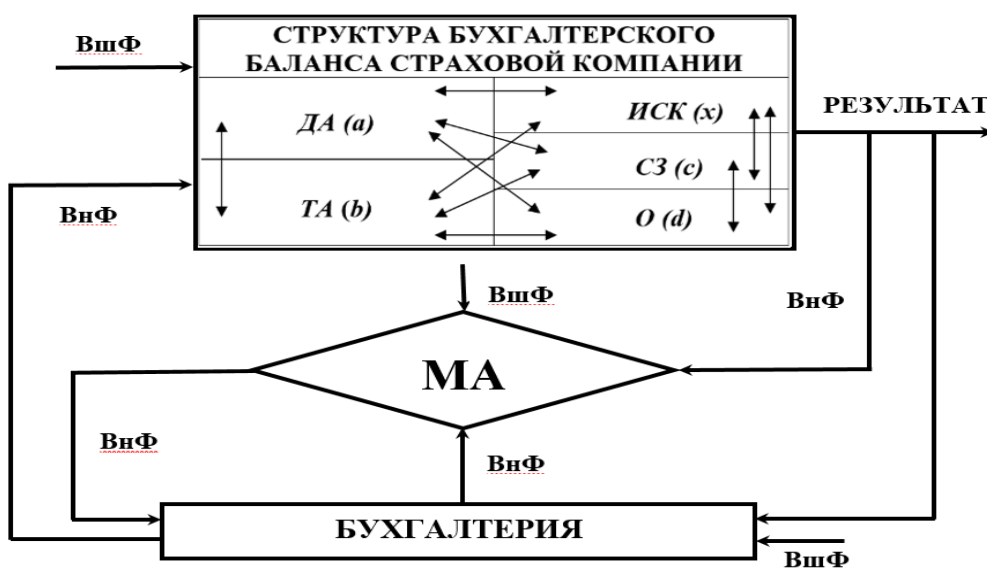 ВшФ
СТРУКТУРА БУХГАЛТЕРСКОГО
БАЛАНСА СТРАХОВОЙ КОМПАНИИ
ДА (а)
ИСК (х)
РЕЗУЛЬТАТ
СЗ (с)
ТА (b)
О (d)
ВнФ
ВшФ
ВнФ
МА
ВнФ
ВнФ
БУХГАЛТЕРИЯ
ВшФ